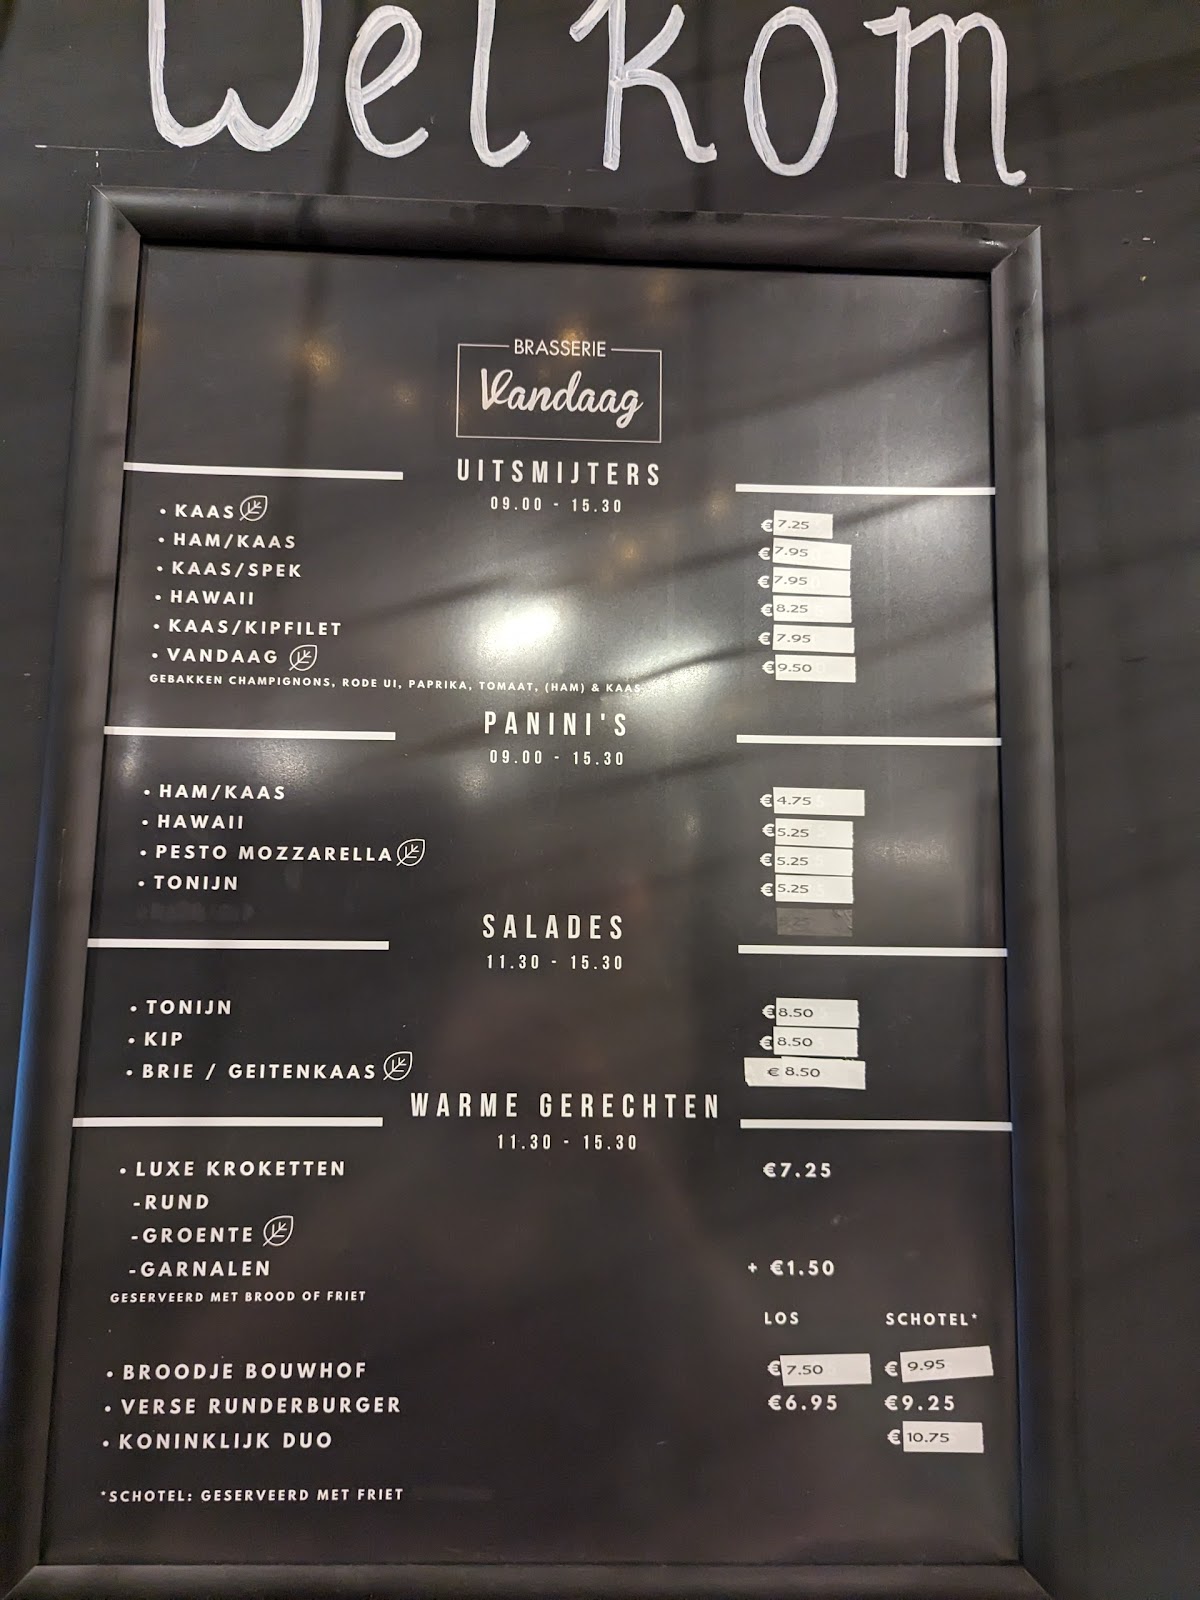 Welkom
BRASSERIE
Vandaag
UITSMIJTERS
09.00 - 15.30
• KAAS €7.25
• HAM/KAAS €7.95
• KAAS/SPEK €7.95
• HAWAII €8.25
• KAAS/KIPFILET €7.95
• VANDAAG €9.50
GEBAKKEN CHAMPIGNONS, RODE UI, PAPRIKA, TOMAAT, (HAM) & KAAS
PANINI'S
09.00 - 15.30
• HAM/KAAS €4.75
• HAWAII €5.25
• PESTO MOZZARELLA €5.25
• TONIJN €5.25
SALADES
11.30 - 15.30
• TONIJN €8.50
• KIP €8.50
• BRIE / GEITENKAAS € 8.50
WARME GERECHTEN
11.30 - 15.30
• LUXE KROKETTEN €7.25
-RUND
-GROENTE
-GARNALEN + €1.50
GESERVEERD MET BROOD OF FRIET
LOS SCHOTEL*
• BROODJE BOUWHOF €7.50 € 9.95
• VERSE RUNDERBURGER €6.95 €9.25
• KONINKLIJK DUO €10.75
*SCHOTEL: GESERVEERD MET FRIET